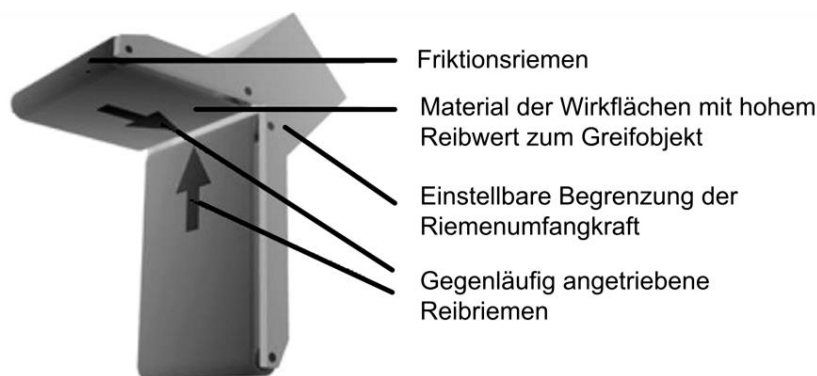 Friktionsriemen
Material der Wirkflächen mit hohem
Reibwert zum Greifobjekt
Einstellbare Begrenzung der
Riemenumfangkraft
Gegenläufig angetriebene
Reibriemen